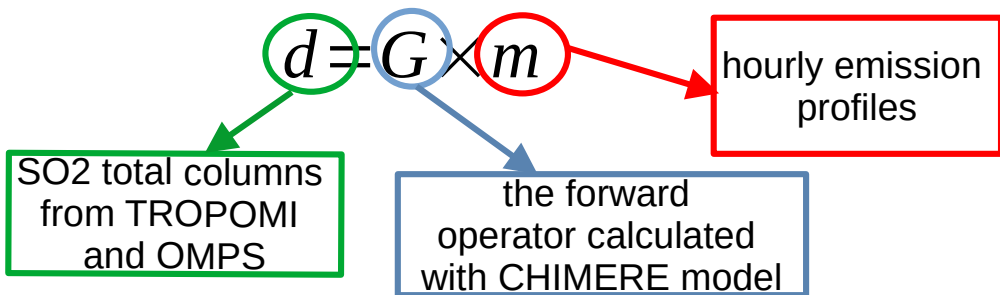 d=G×m
hourly emission
profiles
SO2 total columns
from TROPOMI
and OMPS
the forward
operator calculated
with CHIMERE model